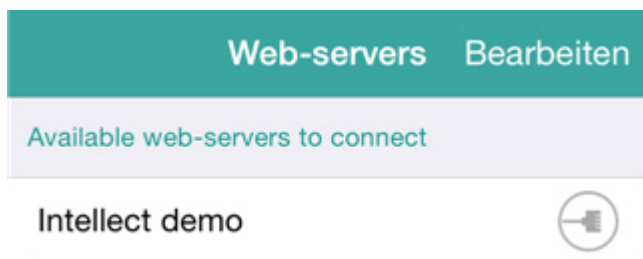 Web-servers Bearbeiten
Available web-servers to connect
Intellect demo